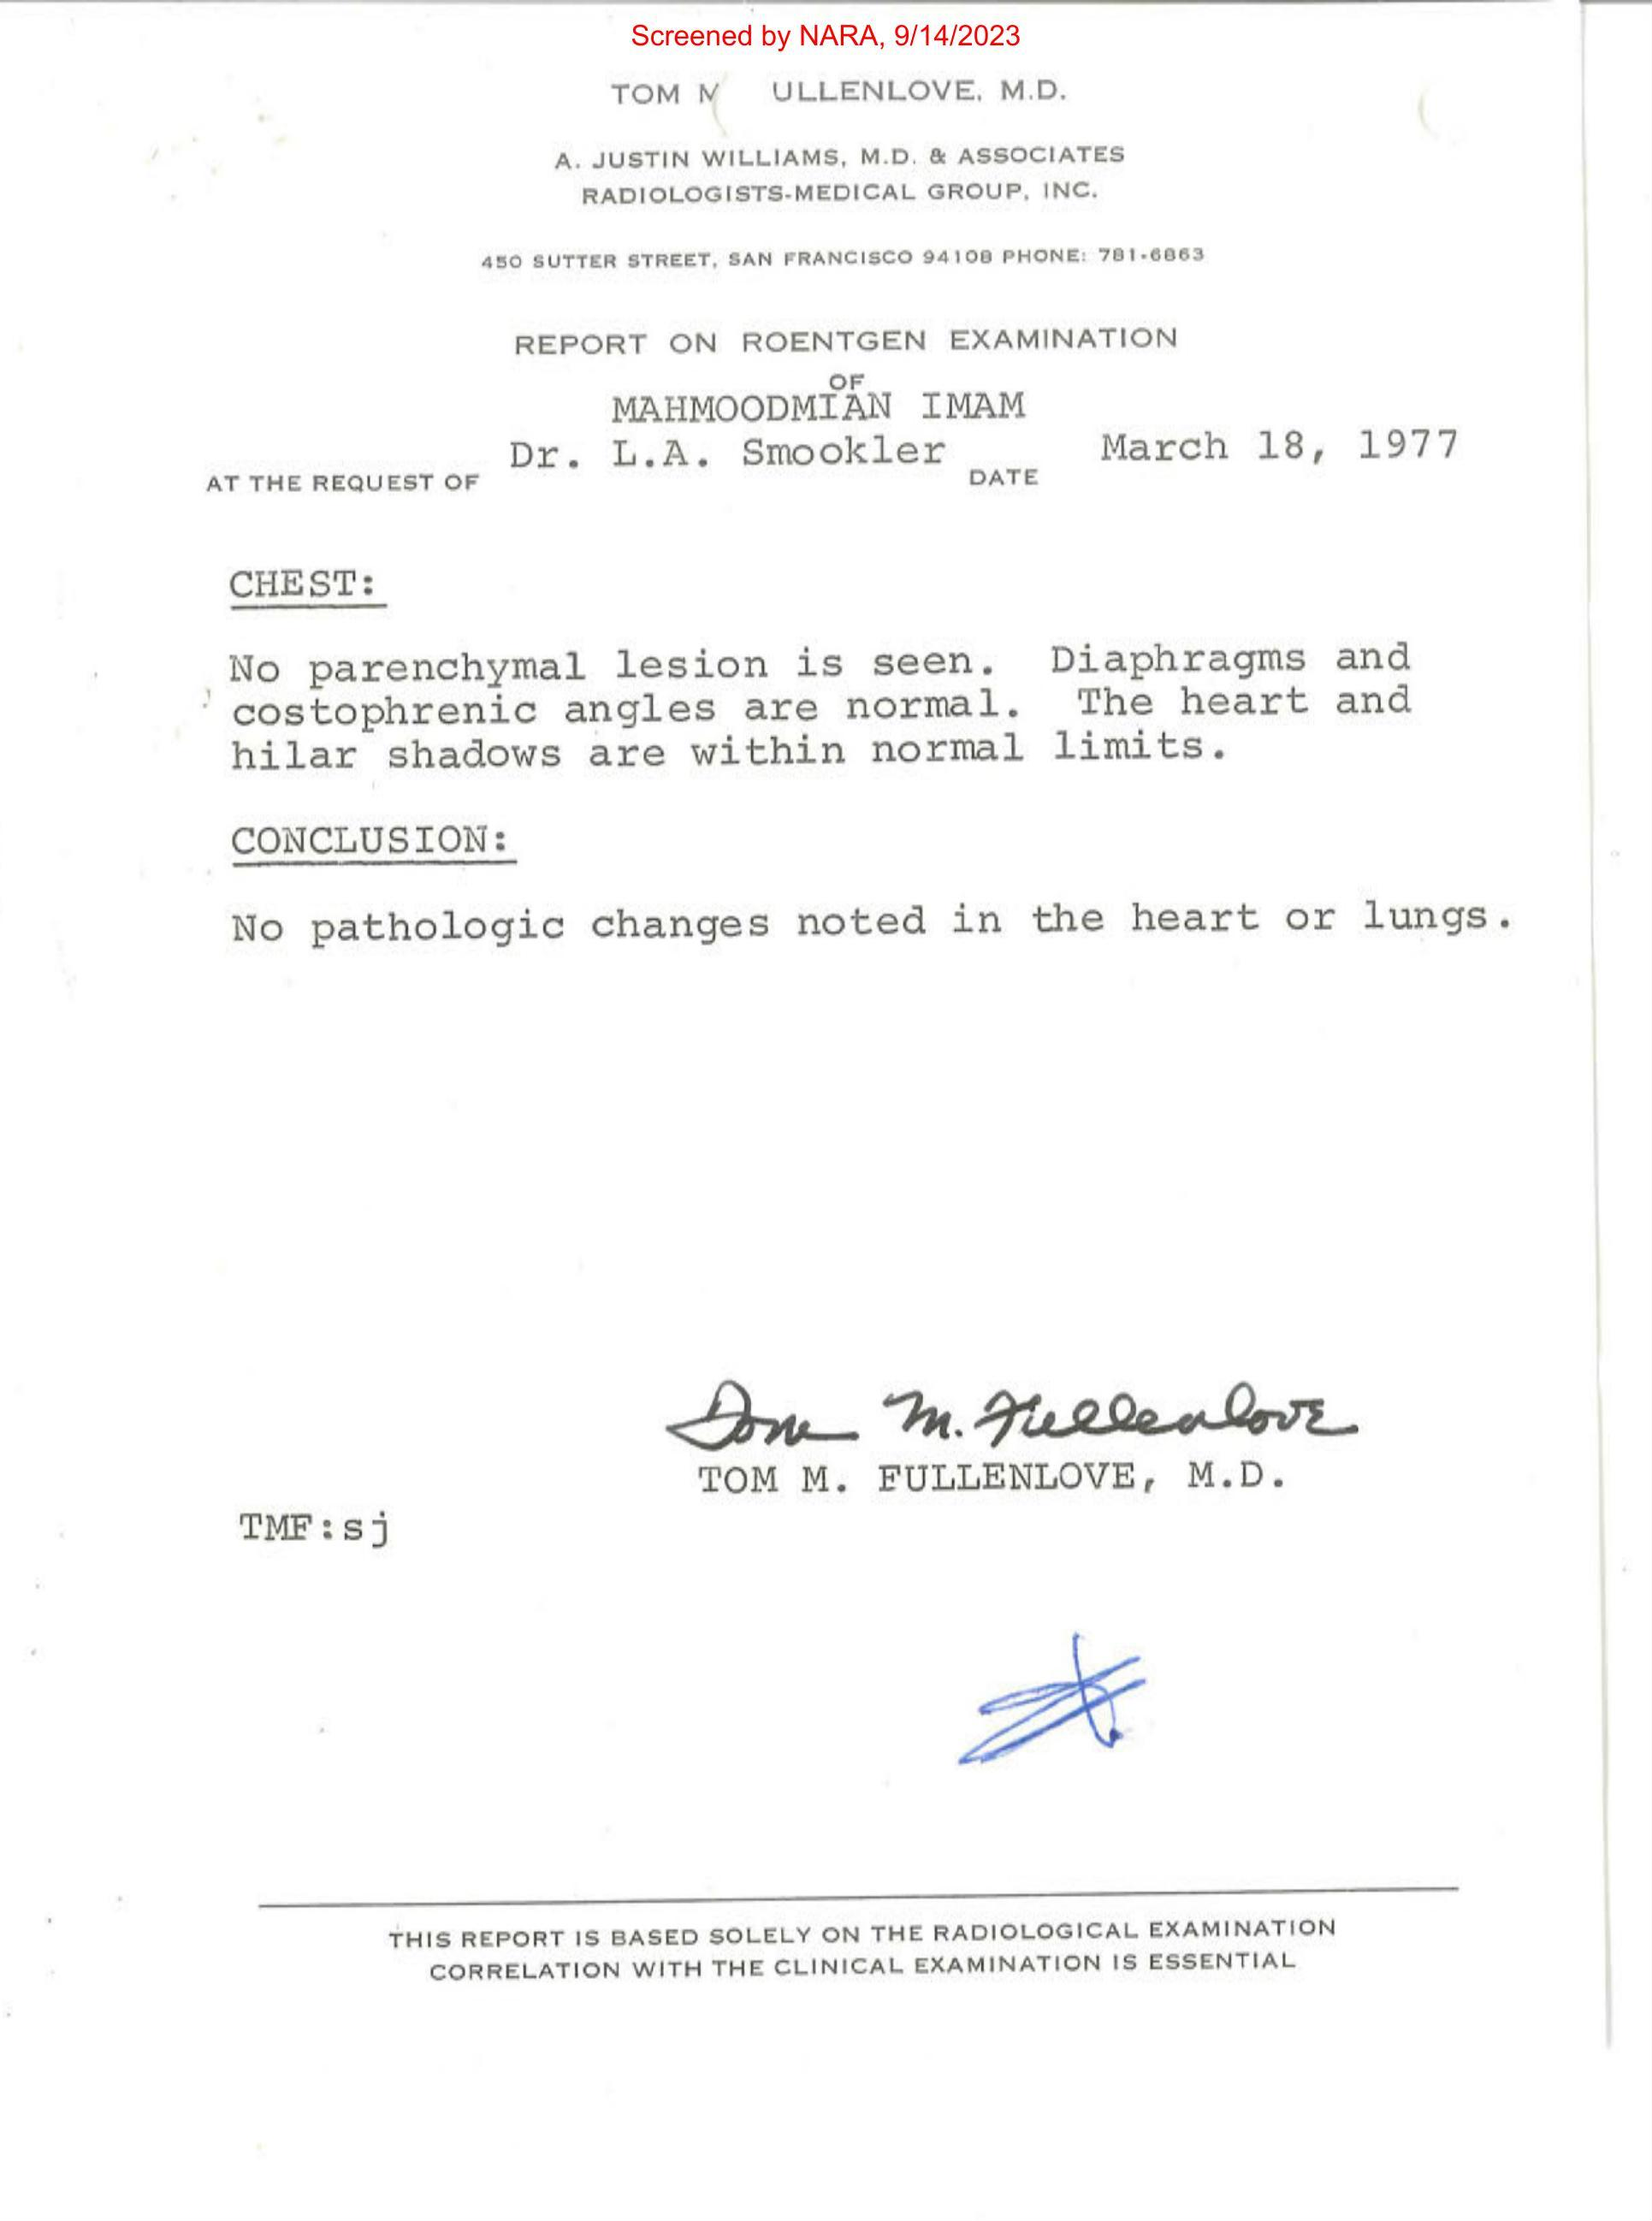 Screened by NARA, 9/14/2023
TOM M ULLENLOVE, M.D.
A. JUSTIN WILLIAMS, M.D. & ASSOCIATES
RADIOLOGISTS-MEDICAL GROUP, INC.
450 SUTTER STREET, SAN FRANCISCO 94108 PHONE: 781-6863
REPORT ON ROENTGEN EXAMINATION
OF
MAHMOODMIAN IMAM
AT THE REQUEST OF Dr. L.A. Smookler DATE March 18, 1977
CHEST:
No parenchymal lesion is seen. Diaphragms and
costophrenic angles are normal. The heart and
hilar shadows are within normal limits.
CONCLUSION:
No pathologic changes noted in the heart or lungs.
Tom M. Fullenlove
TOM M. FULLENLOVE, M.D.
TMF:sj
THIS REPORT IS BASED SOLELY ON THE RADIOLOGICAL EXAMINATION
CORRELATION WITH THE CLINICAL EXAMINATION IS ESSENTIAL